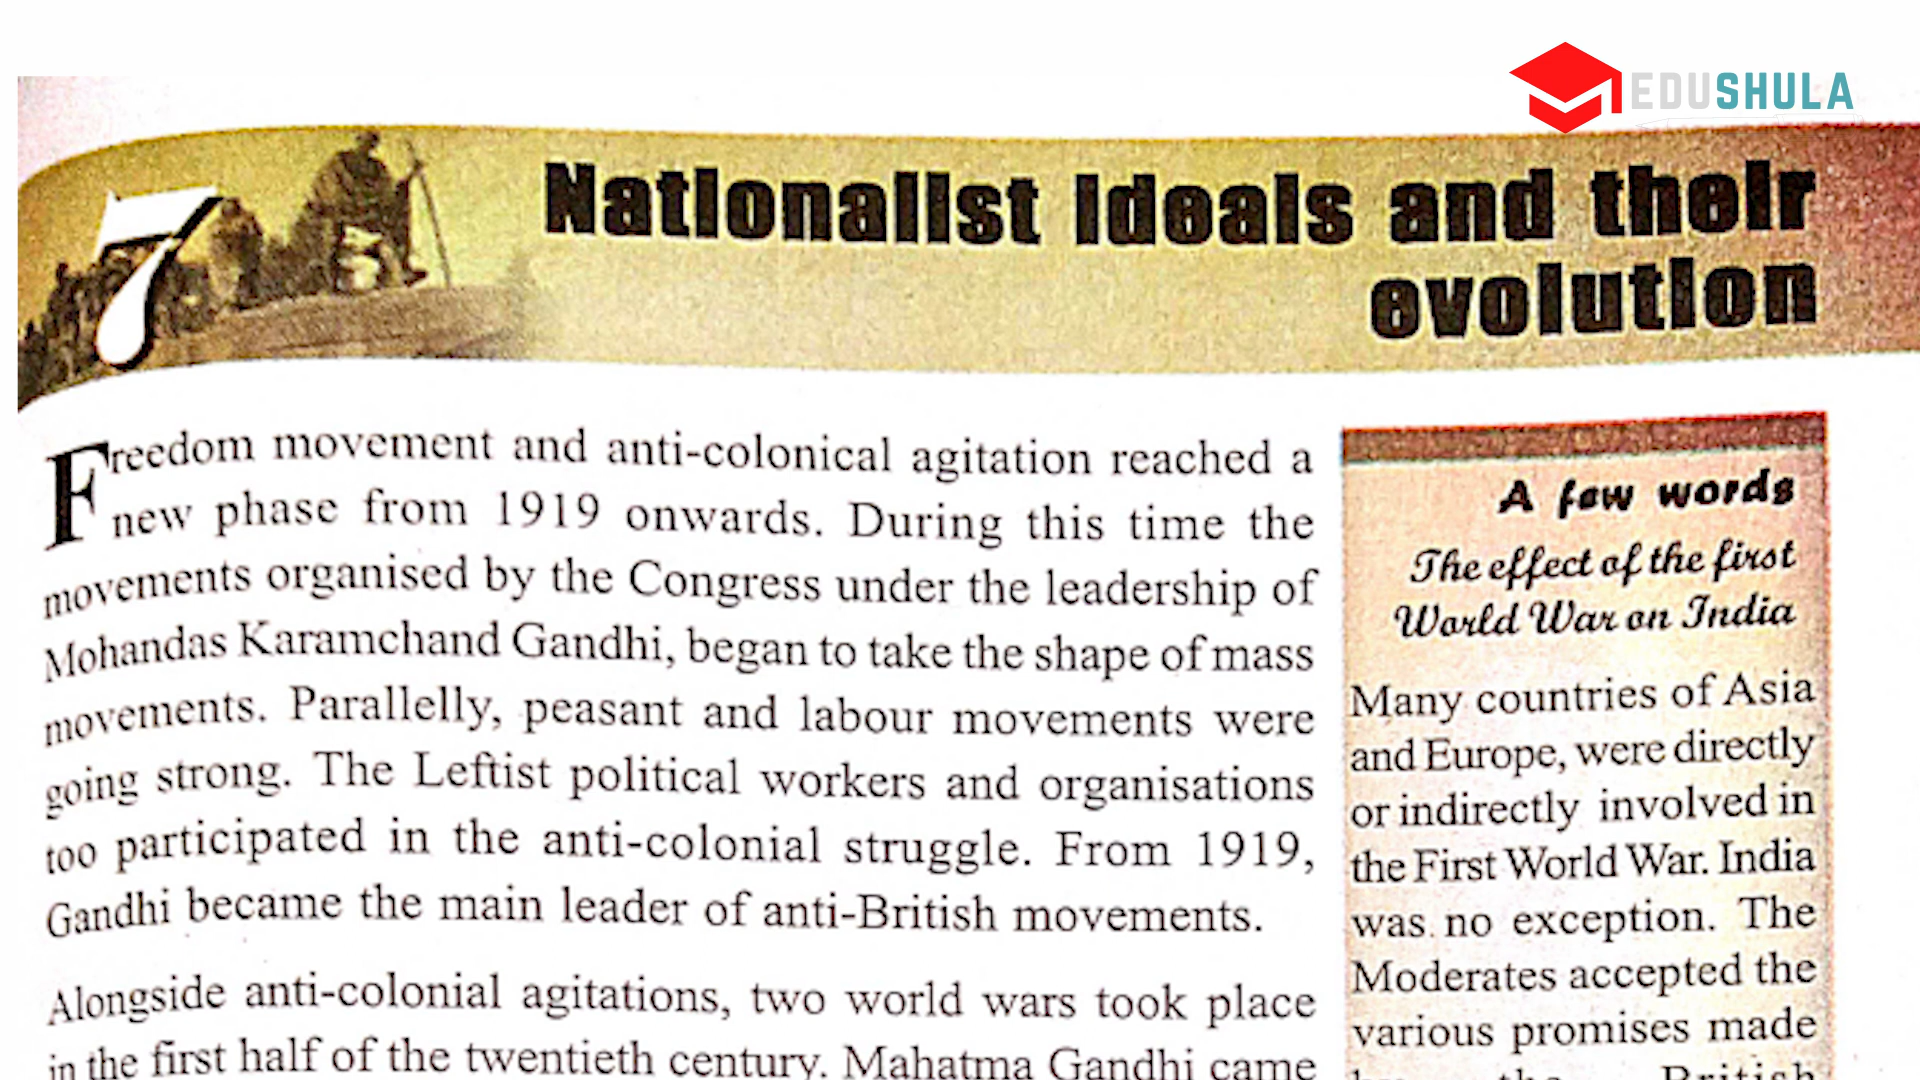 EDUSHULA
7
Nationalist Ideals and their
evolution
Freedom movement and anti-colonical agitation reached a
new phase from 1919 onwards. During this time the
movements organised by the Congress under the leadership of
Mohandas Karamchand Gandhi, began to take the shape of mass
movements. Parallelly, peasant and labour movements were
going strong. The Leftist political workers and organisations
too participated in the anti-colonial struggle. From 1919,
Gandhi became the main leader of anti-British movements.
Alongside anti-colonial agitations, two world wars took place
in the first half of the twentieth century. Mahatma Gandhi came
A few words
The effect of the first
World War on India
Many countries of Asia
and Europe, were directly
or indirectly involved in
the First World War. India
was no exception. The
Moderates accepted the
various promises made
by the British